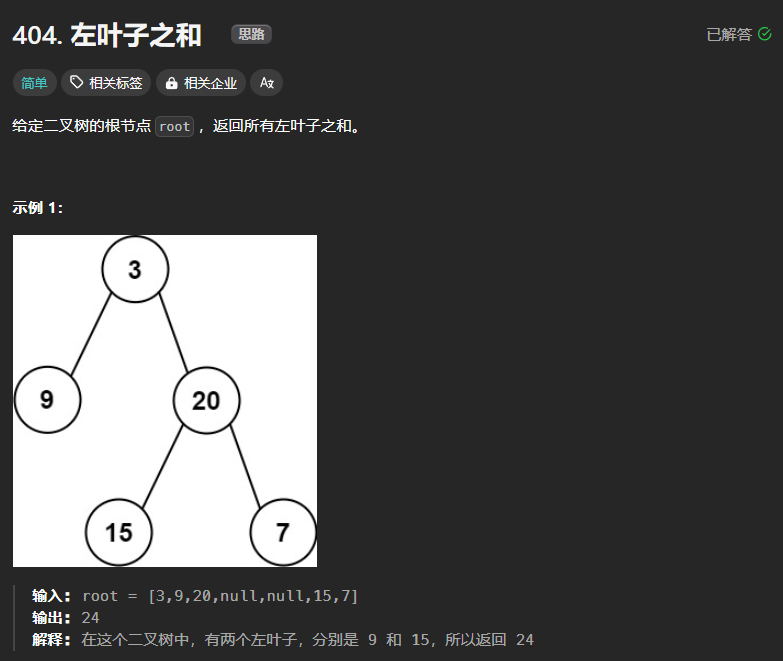 404. 左叶子之和 思路 已解答
简单 相关标签 相关企业 Aあ
给定二叉树的根节点 root ，返回所有左叶子之和。
示例 1：
3
9 20
15 7
输入： root = [3,9,20,null,null,15,7]
输出： 24
解释： 在这个二叉树中，有两个左叶子，分别是 9 和 15，所以返回 24